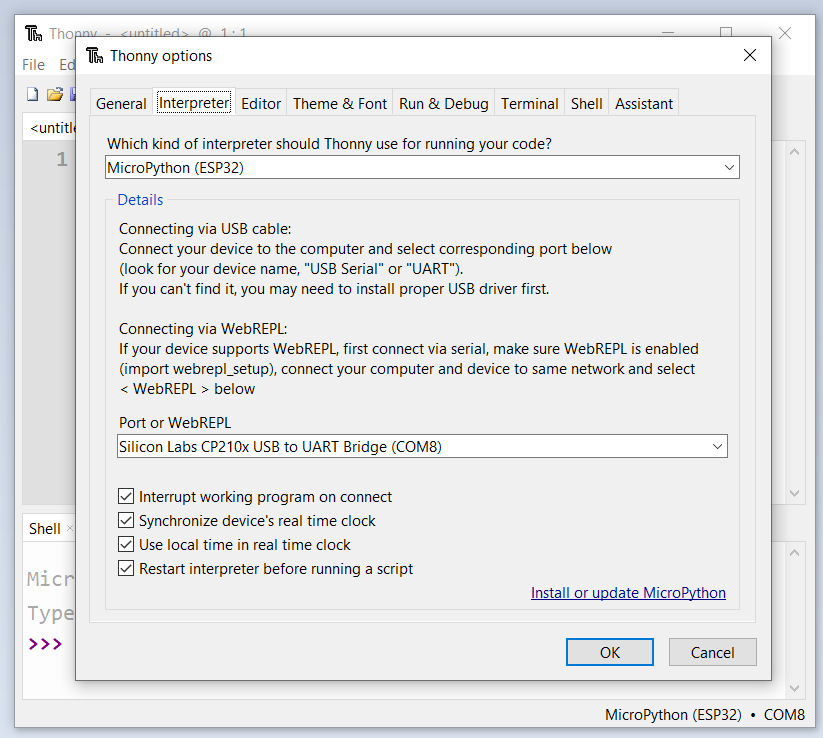 Thonny - <untitled> @ 1 : 1
Thonny options
File
General Interpreter Editor Theme & Font Run & Debug Terminal Shell Assistant
<untitle
1
Which kind of interpreter should Thonny use for running your code?
MicroPython (ESP32)
Details
Connecting via USB cable:
Connect your device to the computer and select corresponding port below
(look for your device name, "USB Serial" or "UART").
If you can't find it, you may need to install proper USB driver first.
Connecting via WebREPL:
If your device supports WebREPL, first connect via serial, make sure WebREPL is enabled
(import webrepl_setup), connect your computer and device to same network and select
< WebREPL > below
Port or WebREPL
Silicon Labs CP210x USB to UART Bridge (COM8)
Interrupt working program on connect
Synchronize device's real time clock
Use local time in real time clock
Restart interpreter before running a script
Install or update MicroPython
OK Cancel
Shell
Micr
Type
>>>
MicroPython (ESP32) • COM8